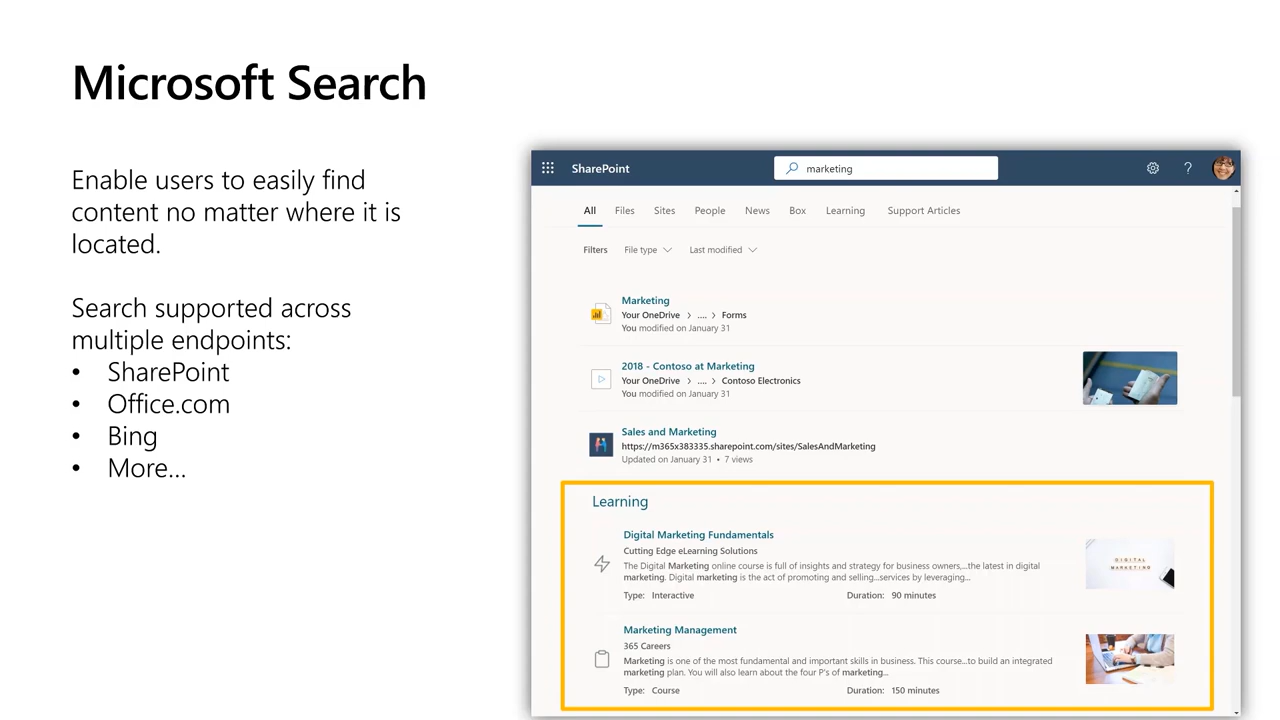 Microsoft Search
Enable users to easily find
content no matter where it is
located.
Search supported across
multiple endpoints:
• SharePoint
• Office.com
• Bing
• More...
SharePoint
marketing
?
All Files Sites People News Box Learning Support Articles
Filters File type Last modified
Marketing
Your OneDrive > .... > Forms
You modified on January 31
2018 - Contoso at Marketing
Your OneDrive > .... > Contoso Electronics
You modified on January 31
Sales and Marketing
https://m365x383335.sharepoint.com/sites/SalesAndMarketing
Updated on January 31 • 7 views
Learning
Digital Marketing Fundamentals
Cutting Edge eLearning Solutions
The Digital Marketing online course is full of insights and strategy for business owners,...the latest in digital
marketing. Digital marketing is the act of promoting and selling...services by leveraging...
Type: Interactive Duration: 90 minutes
DIGITAL
MARKETING
Marketing Management
365 Careers
Marketing is one of the most fundamental and important skills in business. This course...to build an integrated
marketing plan. You will also learn about the four P's of marketing...
Type: Course Duration: 150 minutes